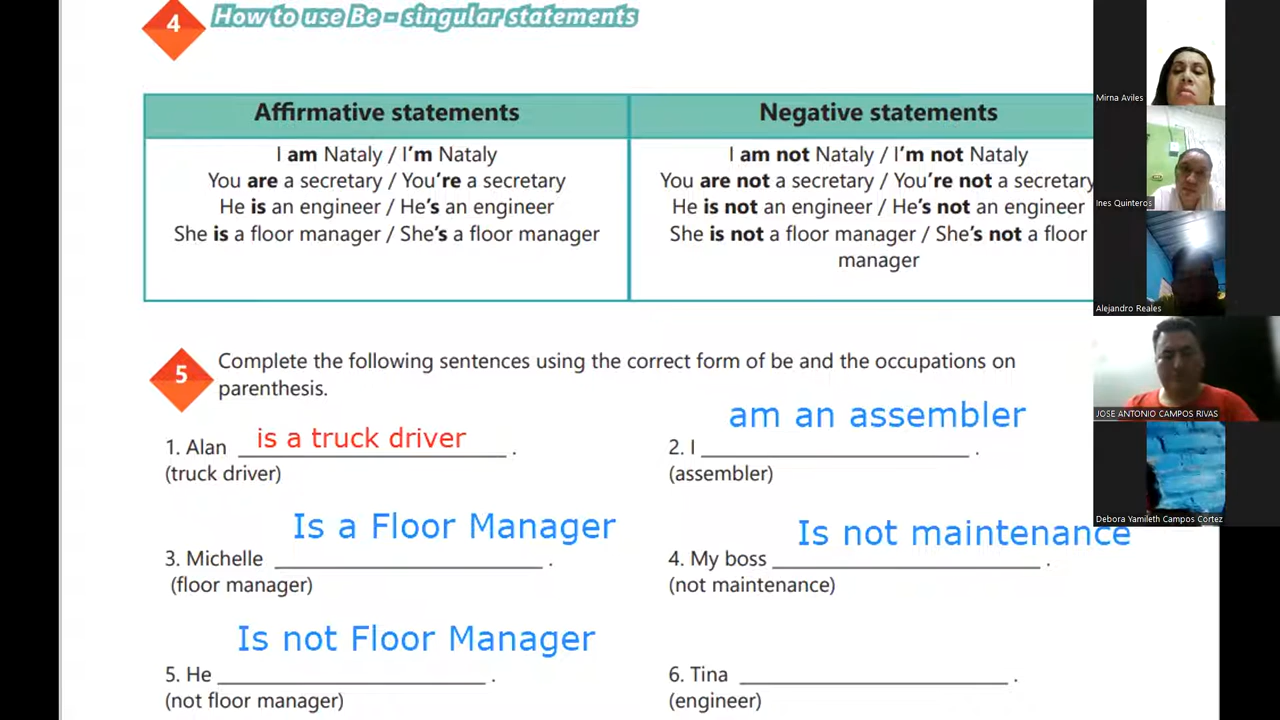 4
How to use Be - singular statements
Affirmative statements
I am Nataly / I'm Nataly
You are a secretary / You're a secretary
He is an engineer / He's an engineer
She is a floor manager / She's a floor manager
Negative statements
I am not Nataly / I'm not Nataly
You are not a secretary / You're not a secretary
He is not an engineer / He's not an engineer
She is not a floor manager / She's not a floor
manager
5
Complete the following sentences using the correct form of be and the occupations on
parenthesis.
1. Alan is a truck driver .
(truck driver)
2. I am an assembler .
(assembler)
3. Michelle Is a Floor Manager .
(floor manager)
4. My boss Is not maintenance .
(not maintenance)
5. He Is not Floor Manager .
(not floor manager)
6. Tina .
(engineer)
Mirna Aviles
Ines Quinteros
Alejandro Reales
JOSE ANTONIO CAMPOS RIVAS
Debora Yamileth Campos Cortez